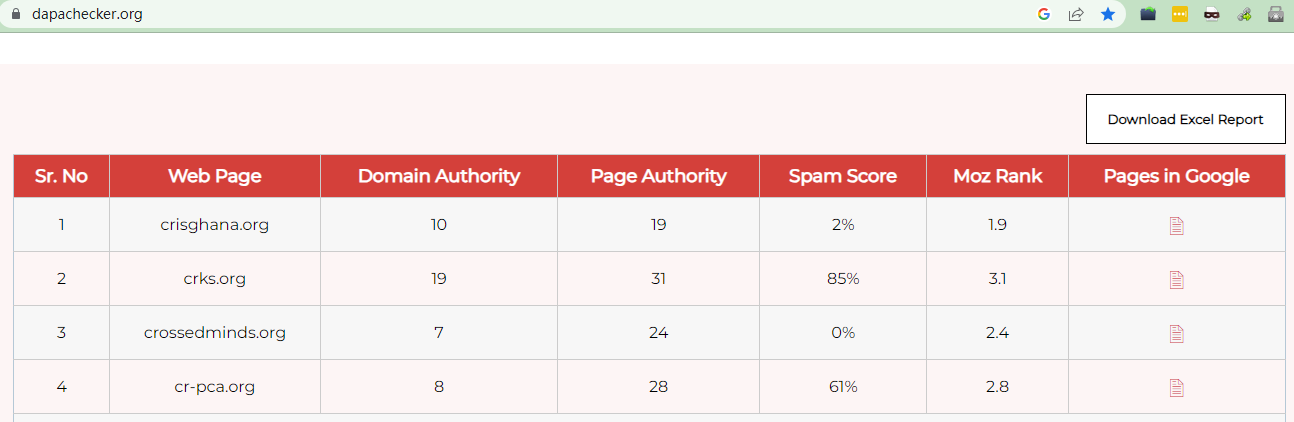 dapachecker.org
Download Excel Report
Sr. No Web Page Domain Authority Page Authority Spam Score Moz Rank Pages in Google
1 crisghana.org 10 19 2% 1.9
2 crks.org 19 31 85% 3.1
3 crossedminds.org 7 24 0% 2.4
4 cr-pca.org 8 28 61% 2.8